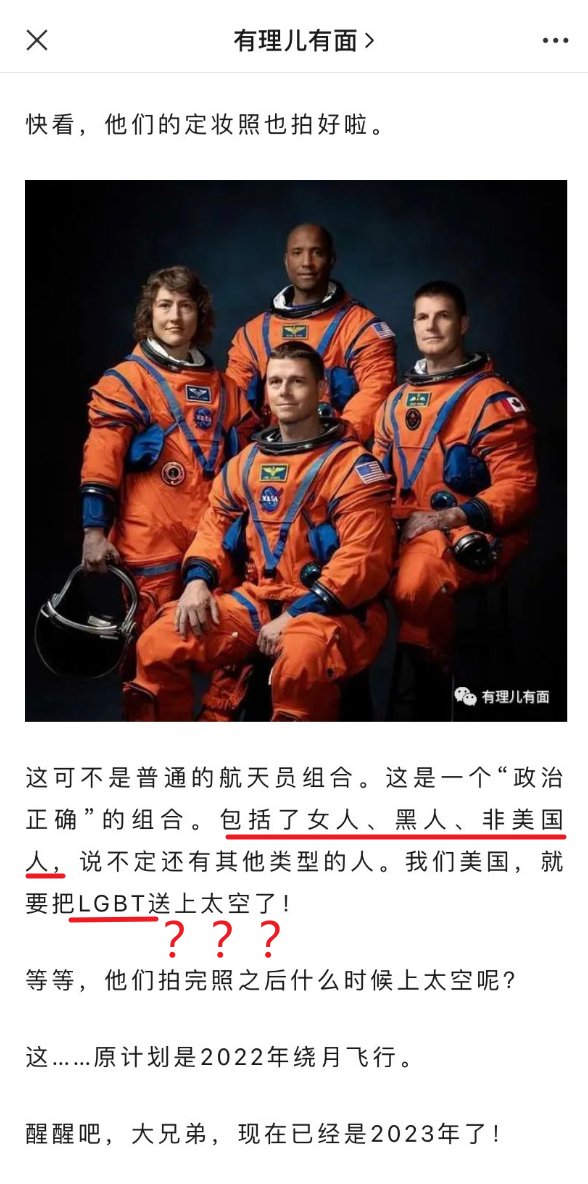 有理儿有面
快看，他们的定妆照也拍好啦。
NASA
NASA
有理儿有面
这可不是普通的航天员组合。这是一个“政治
正确”的组合。包括了女人、黑人、非美国
人，说不定还有其他类型的人。我们美国，就
要把LGBT送上太空了！
？？？
等等，他们拍完照之后什么时候上太空呢？
这……原计划是2022年绕月飞行。
醒醒吧，大兄弟，现在已经是2023年了！